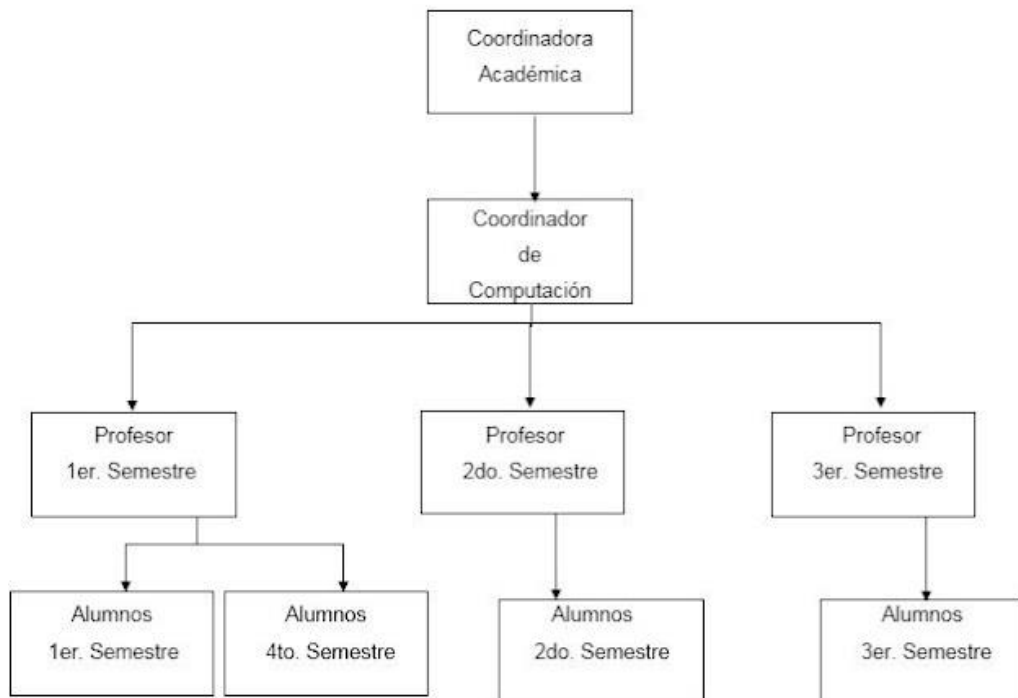 Coordinadora
Académica
Coordinador
de
Computación
Profesor
1er. Semestre
Profesor
2do. Semestre
Profesor
3er. Semestre
Alumnos
1er. Semestre
Alumnos
4to. Semestre
Alumnos
2do. Semestre
Alumnos
3er. Semestre